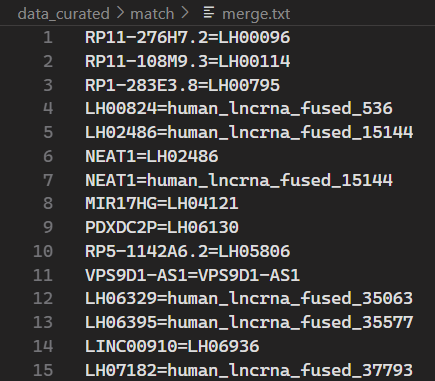 data_curated > match > merge.txt
1 RP11-276H7.2=LH00096
2 RP11-108M9.3=LH00114
3 RP1-283E3.8=LH00795
4 LH00824=human_lncrna_fused_536
5 LH02486=human_lncrna_fused_15144
6 NEAT1=LH02486
7 NEAT1=human_lncrna_fused_15144
8 MIR17HG=LH04121
9 PDXDC2P=LH06130
10 RP5-1142A6.2=LH05806
11 VPS9D1-AS1=VPS9D1-AS1
12 LH06329=human_lncrna_fused_35063
13 LH06395=human_lncrna_fused_35577
14 LINC00910=LH06936
15 LH07182=human_lncrna_fused_37793